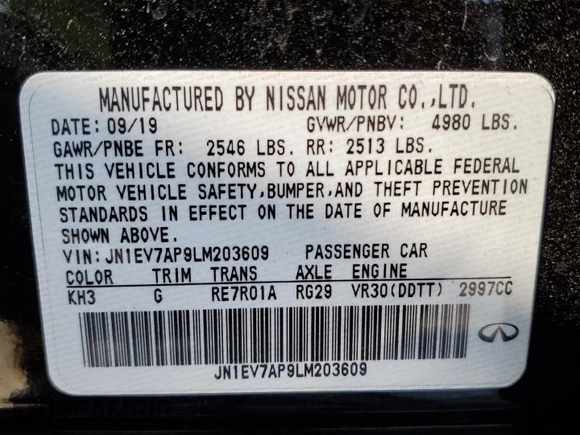 MANUFACTURED BY NISSAN MOTOR CO.,LTD.
DATE: 09/19 GVWR/PNBV: 4980 LBS.
GAWR/PNBE FR: 2546 LBS. RR: 2513 LBS.
THIS VEHICLE CONFORMS TO ALL APPLICABLE FEDERAL
MOTOR VEHICLE SAFETY,BUMPER,AND THEFT PREVENTION
STANDARDS IN EFFECT ON THE DATE OF MANUFACTURE
SHOWN ABOVE.
VIN: JN1EV7AP9LM203609 PASSENGER CAR
COLOR TRIM TRANS AXLE ENGINE
KH3 G RE7R01A RG29 VR30(DDTT) 2997CC
JN1EV7AP9LM203609